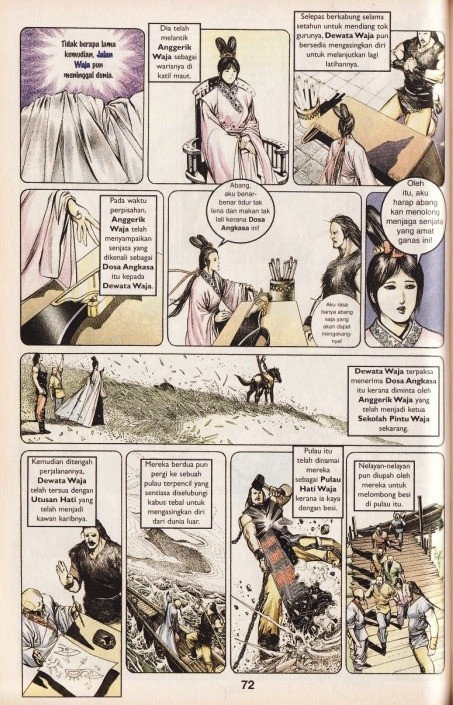 Tidak berapa lama
kemudian, Jalan
Waja pun
meninggal dunia.
Dia telah
melantik
Anggerik
Waja sebagai
warisnya di
katil maut.
Selepas berkabung selama
setahun untuk mendiang tok
gurunya, Dewata Waja pun
bersedia mengasingkan diri
untuk melanjutkan lagi
latihannya.
Pada waktu
perpisahan,
Anggerik
Waja telah
menyampaikan
senjata yang
dikenali sebagai
Dosa Angkasa
itu kepada
Dewata Waja.
Abang,
aku benar-
benar tidur tak
lena dan makan tak
lalu kerana Dosa
Angkasa ini!
Aku rasa
hanya abang
saja yang
akan dapat
mengekang-
nya!
Oleh
itu, aku
harap abang
kan menolong
menjaga senjata
yang amat
ganas ini!
Dewata Waja terpaksa
menerima Dosa Angkasa
itu kerana diminta oleh
Anggerik Waja yang
telah menjadi ketua
Sekolah Pintu Waja
sekarang.
Kemudian ditengah
perjalanannya,
Dewata Waja
telah tersua dengan
Utusan Hati yang
telah menjadi
kawan karibnya.
Mereka berdua pun
pergi ke sebuah
pulau terpencil yang
sentiasa diselubung
kabus tebal untuk
mengasingkan diri
dari dunia luar.
Pulau itu
telah dinamai
mereka
sebagai Pulau
Hati Waja
kerana ia kaya
dengan besi.
Nelayan-nelayan
pun diupah oleh
mereka untuk
melombong besi
di pulau itu.
72